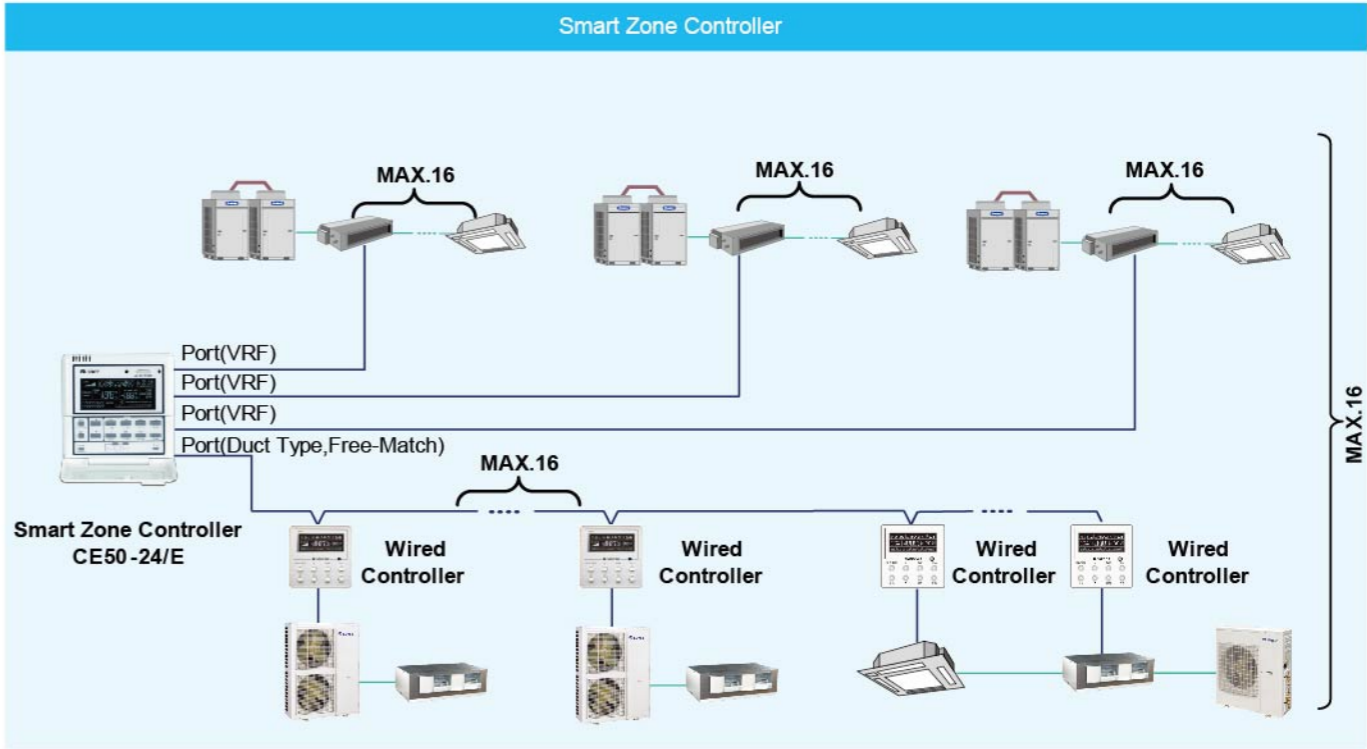 Smart Zone Controller
MAX.16
MAX.16
MAX.16
Port(VRF)
Port(VRF)
Port(VRF)
Port(Duct Type,Free-Match)
MAX.16
MAX.16
Smart Zone Controller
CE50-24/E
Wired
Controller
Wired
Controller
Wired
Controller
Wired
Controller